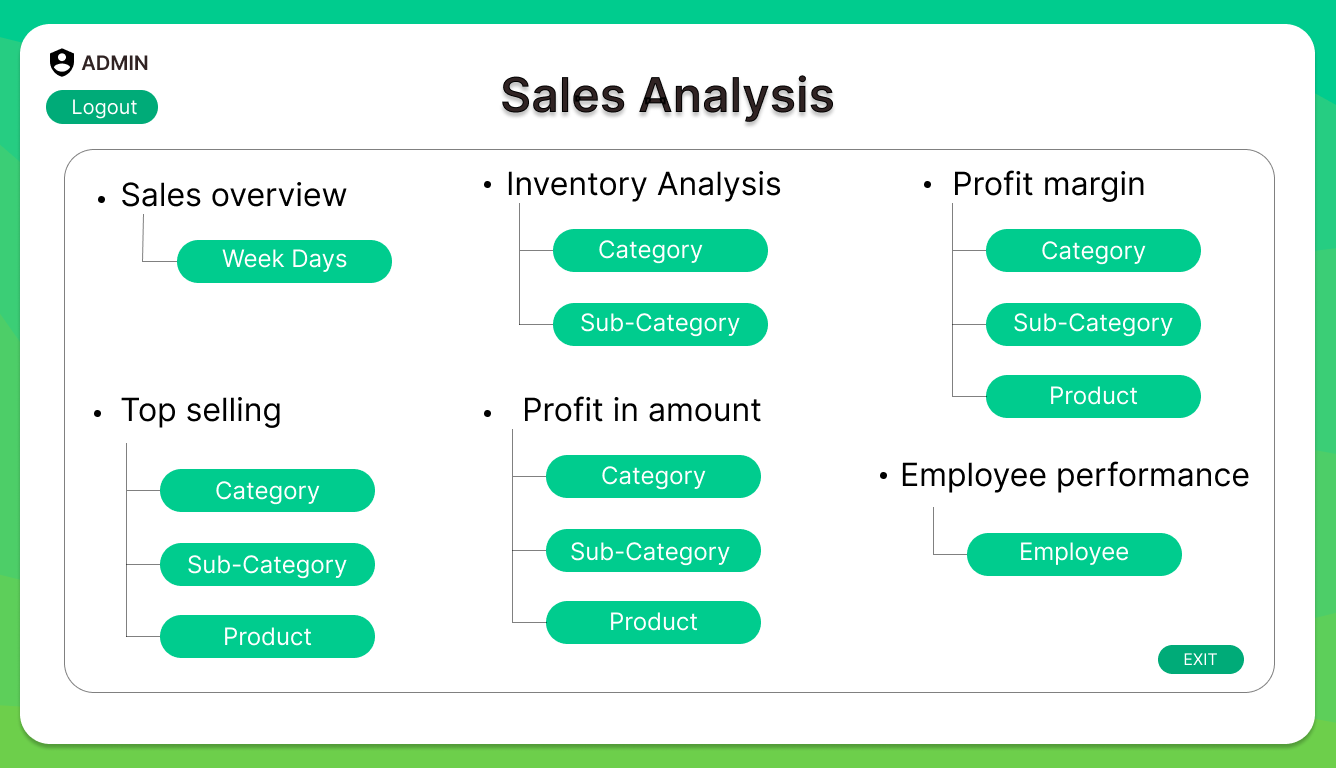 ADMIN
Logout
Sales Analysis
• Sales overview
Week Days
• Inventory Analysis
Category
Sub-Category
• Profit margin
Category
Sub-Category
Product
• Top selling
Category
Sub-Category
Product
• Profit in amount
Category
Sub-Category
Product
• Employee performance
Employee
EXIT